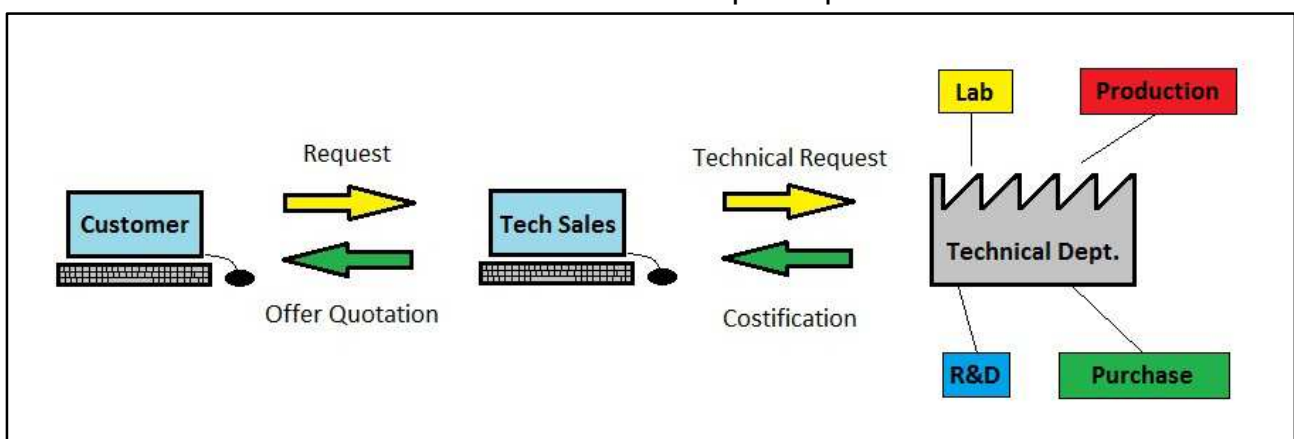 Lab
Production
Request
Technical Request
Customer
Tech Sales
Technical Dept.
Offer Quotation
Costification
R&D
Purchase